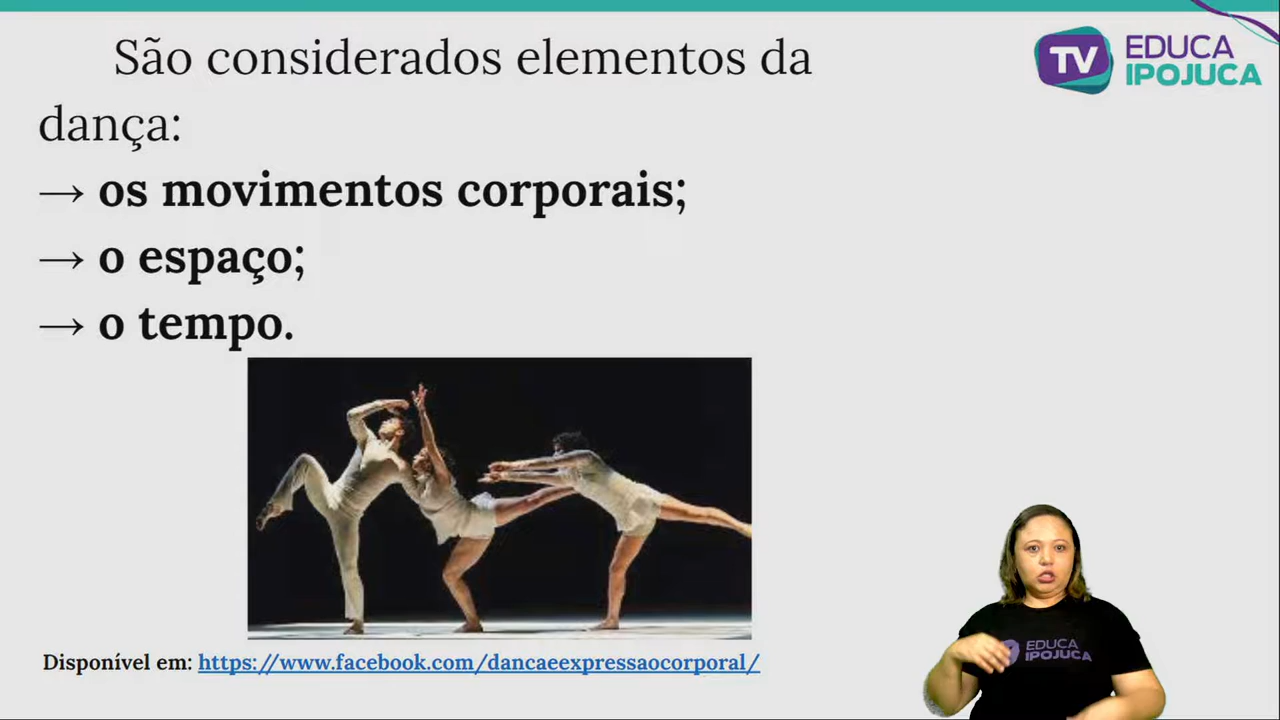 São considerados elementos da
dança:
→ os movimentos corporais;
→ o espaço;
→ o tempo.
Disponível em: https://www.facebook.com/dancaeexpressaocorporal/
TV EDUCA
IPOJUCA
EDUCA
IPOJUCA